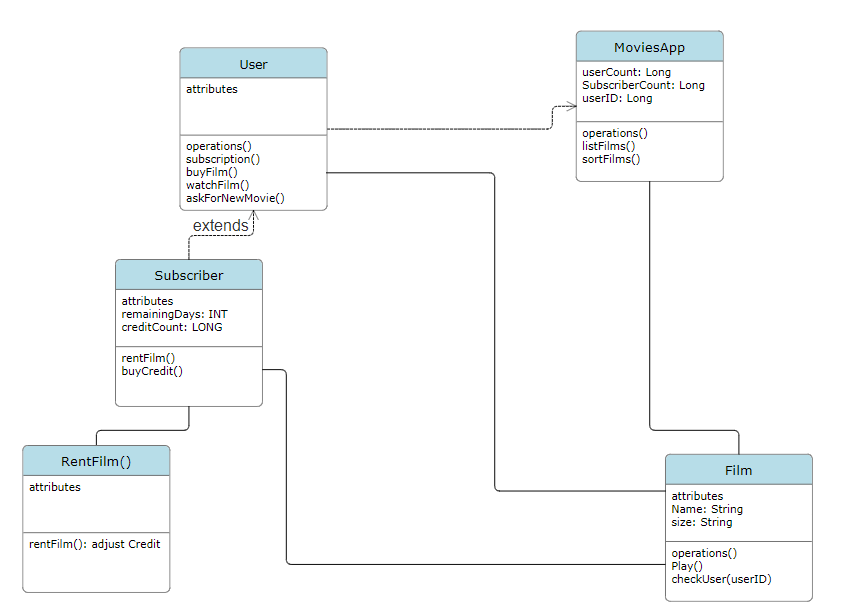 User
attributes
operations()
subscription()
buyFilm()
watchFilm()
askForNewMovie()
MoviesApp
userCount: Long
SubscriberCount: Long
userID: Long
operations()
listFilms()
sortFilms()
extends
Subscriber
attributes
remainingDays: INT
creditCount: LONG
rentFilm()
buyCredit()
RentFilm()
attributes
rentFilm(): adjust Credit
Film
attributes
Name: String
size: String
operations()
Play()
checkUser(userID)